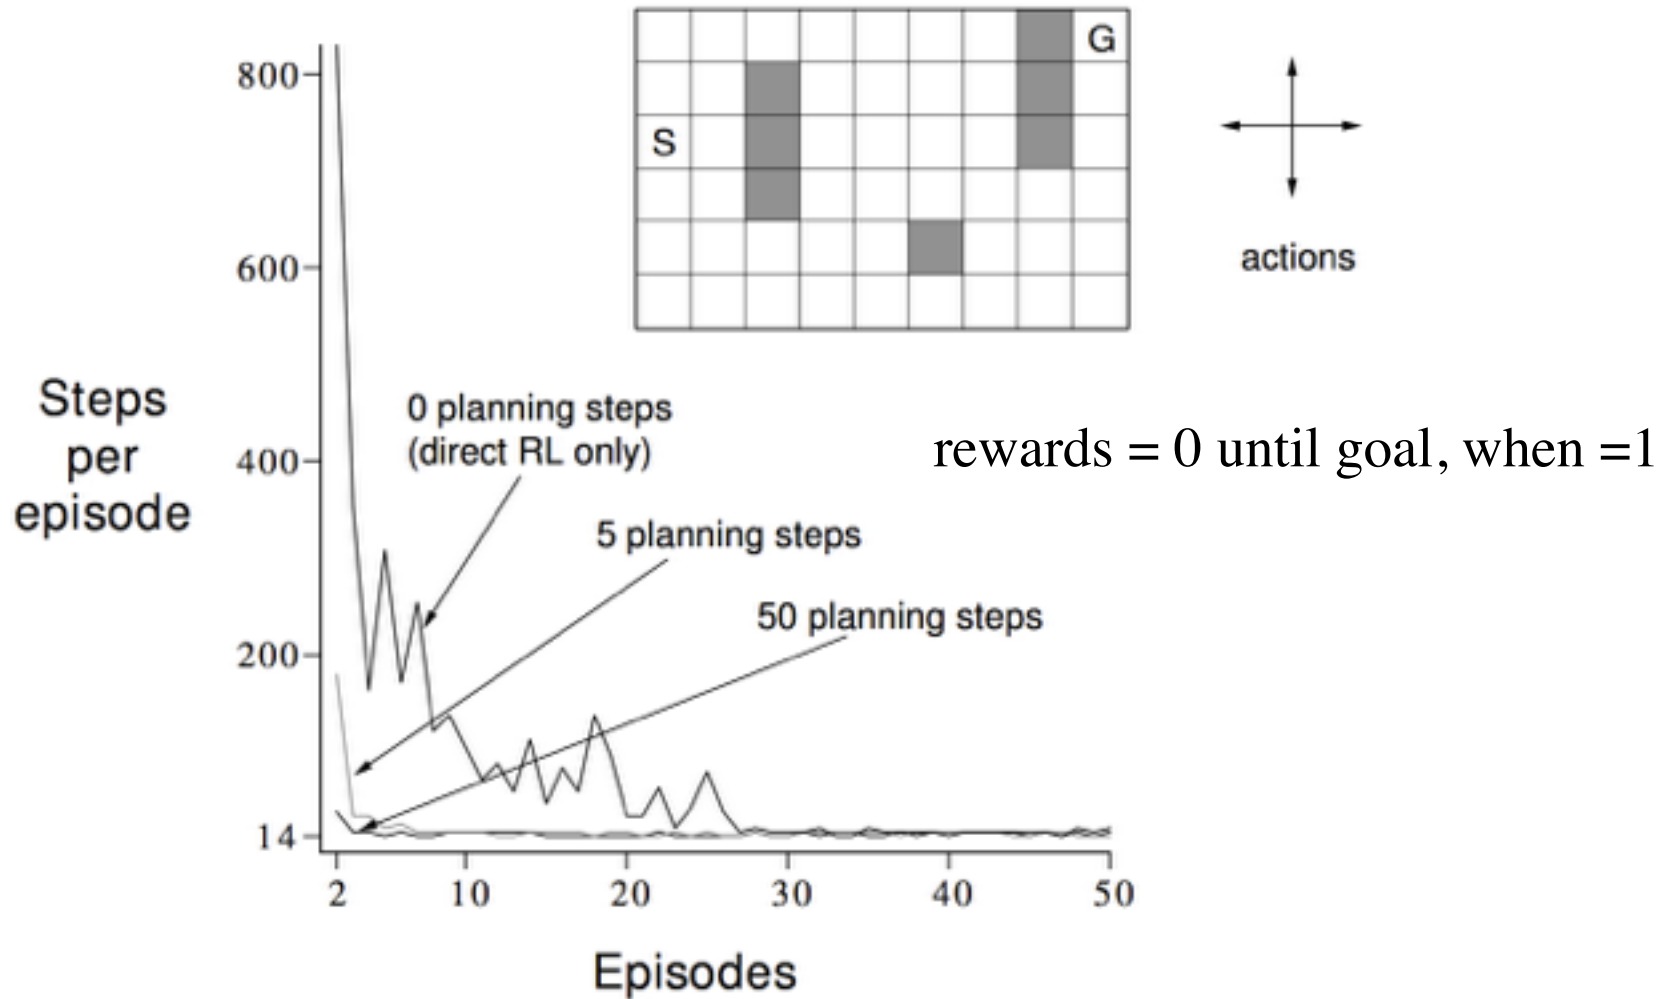 G
S
actions
800
600
400
200
14
Steps
per
episode
0 planning steps
(direct RL only)
rewards = 0 until goal, when =1
5 planning steps
50 planning steps
2 10 20 30 40 50
Episodes